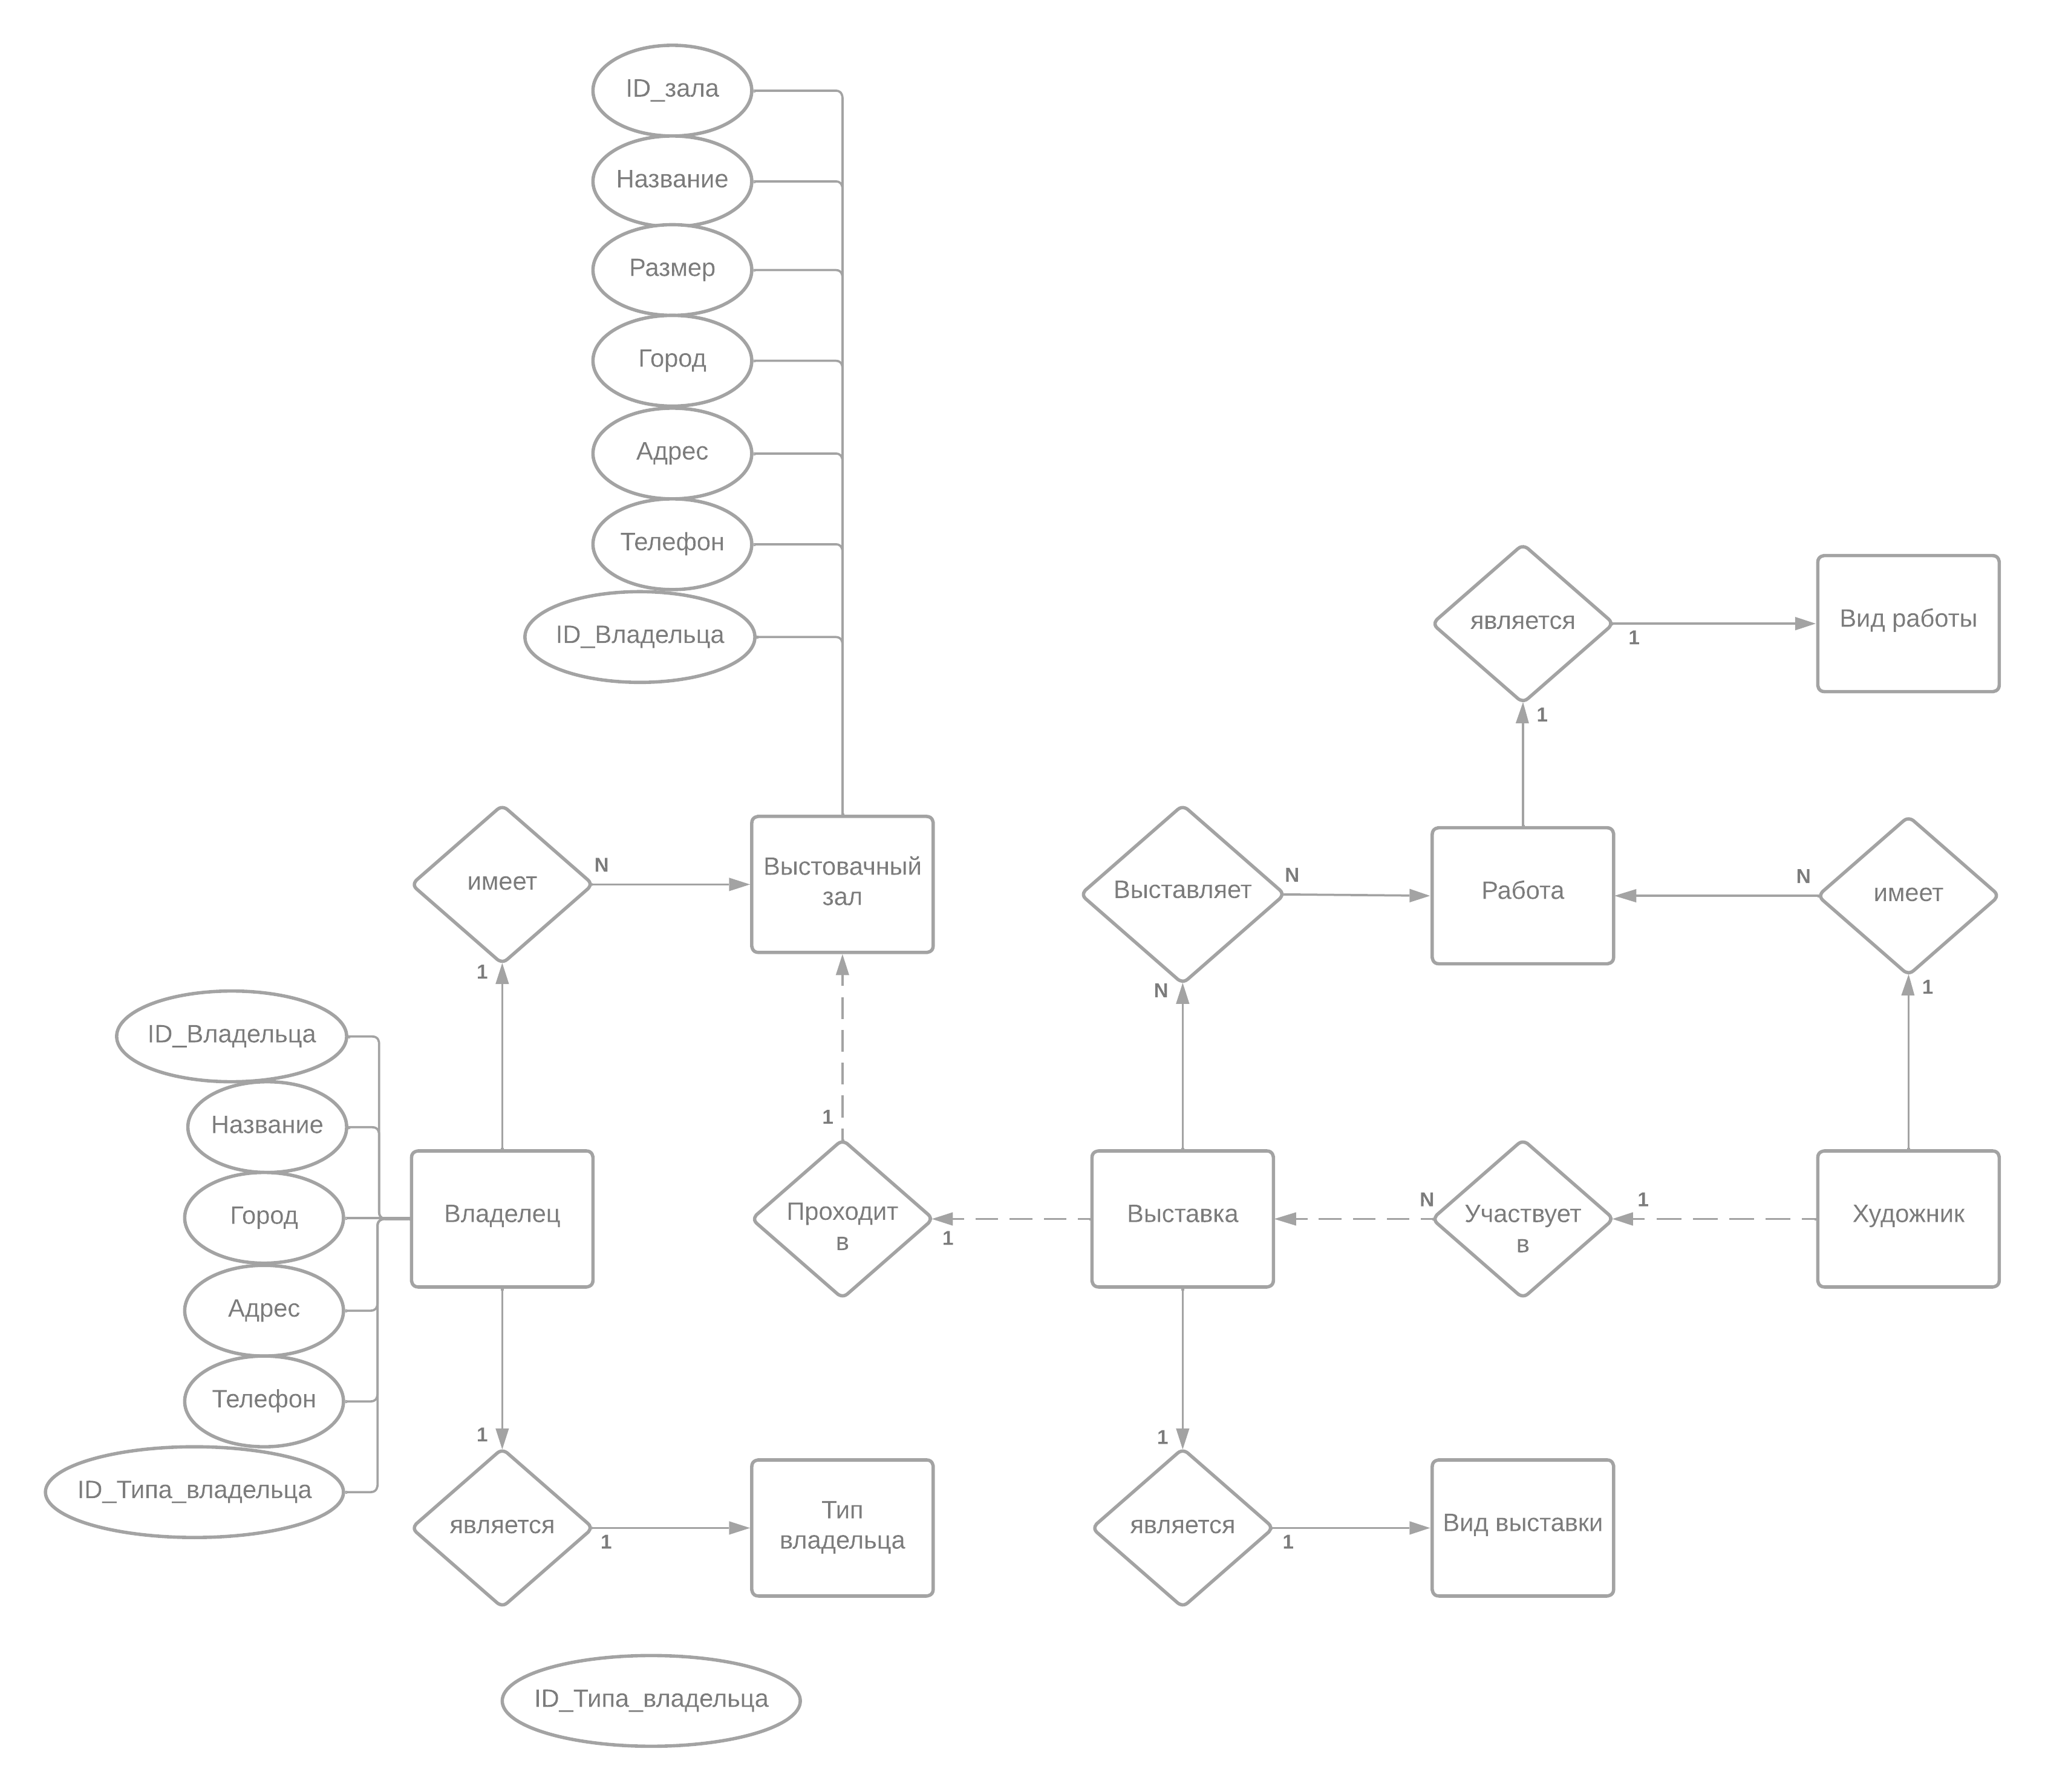 ID_зала
Название
Размер
Город
Адрес
Телефон
ID_Владельца
является
1
Вид работы
1
имеет
N
Выстовачный
зал
Выставляет
N
Работа
N
имеет
1
N
1
ID_Владельца
Название
Город
Адрес
Телефон
ID_Типа_владельца
Владелец
1
Проходит
в
1
Выставка
N
Участвует
в
1
Художник
1
является
1
Тип
владельца
1
является
1
Вид выставки
ID_Типа_владельца